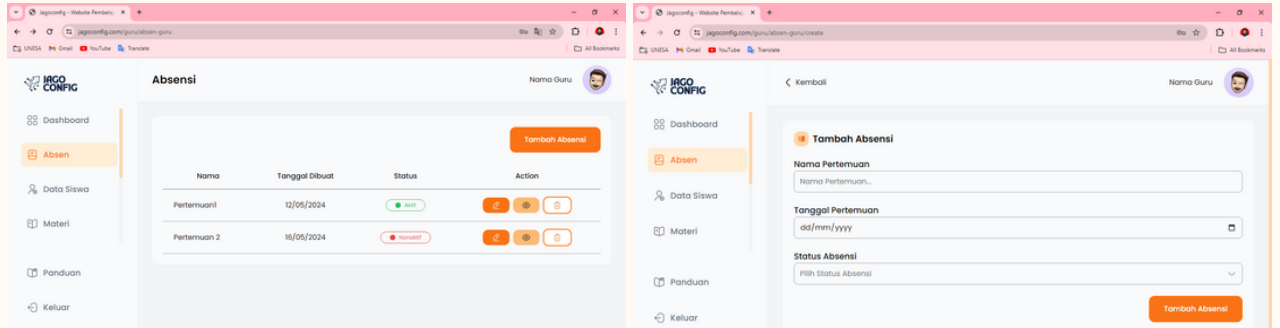 Jagoconfig - Website Pembelaj
jagoconfig.com/guru/absen-guru
UNESA Gmail YouTube Translate All Bookmarks
JAGO
CONFIG
Absensi
Nama Guru
Dashboard
Absen
Data Siswa
Materi
Panduan
Keluar
Tambah Absensi
Nama Tanggal Dibuat Status Action
Pertemuan1 12/05/2024 Aktif
Pertemuan 2 16/05/2024 Nonaktif
Jagoconfig - Website Pembelaj
jagoconfig.com/guru/absen-guru/create
UNESA Gmail YouTube Translate All Bookmarks
JAGO
CONFIG
Kembali
Nama Guru
Dashboard
Absen
Data Siswa
Materi
Panduan
Keluar
Tambah Absensi
Nama Pertemuan
Nama Pertemuan...
Tanggal Pertemuan
dd/mm/yyyy
Status Absensi
Pilih Status Absensi
Tambah Absensi